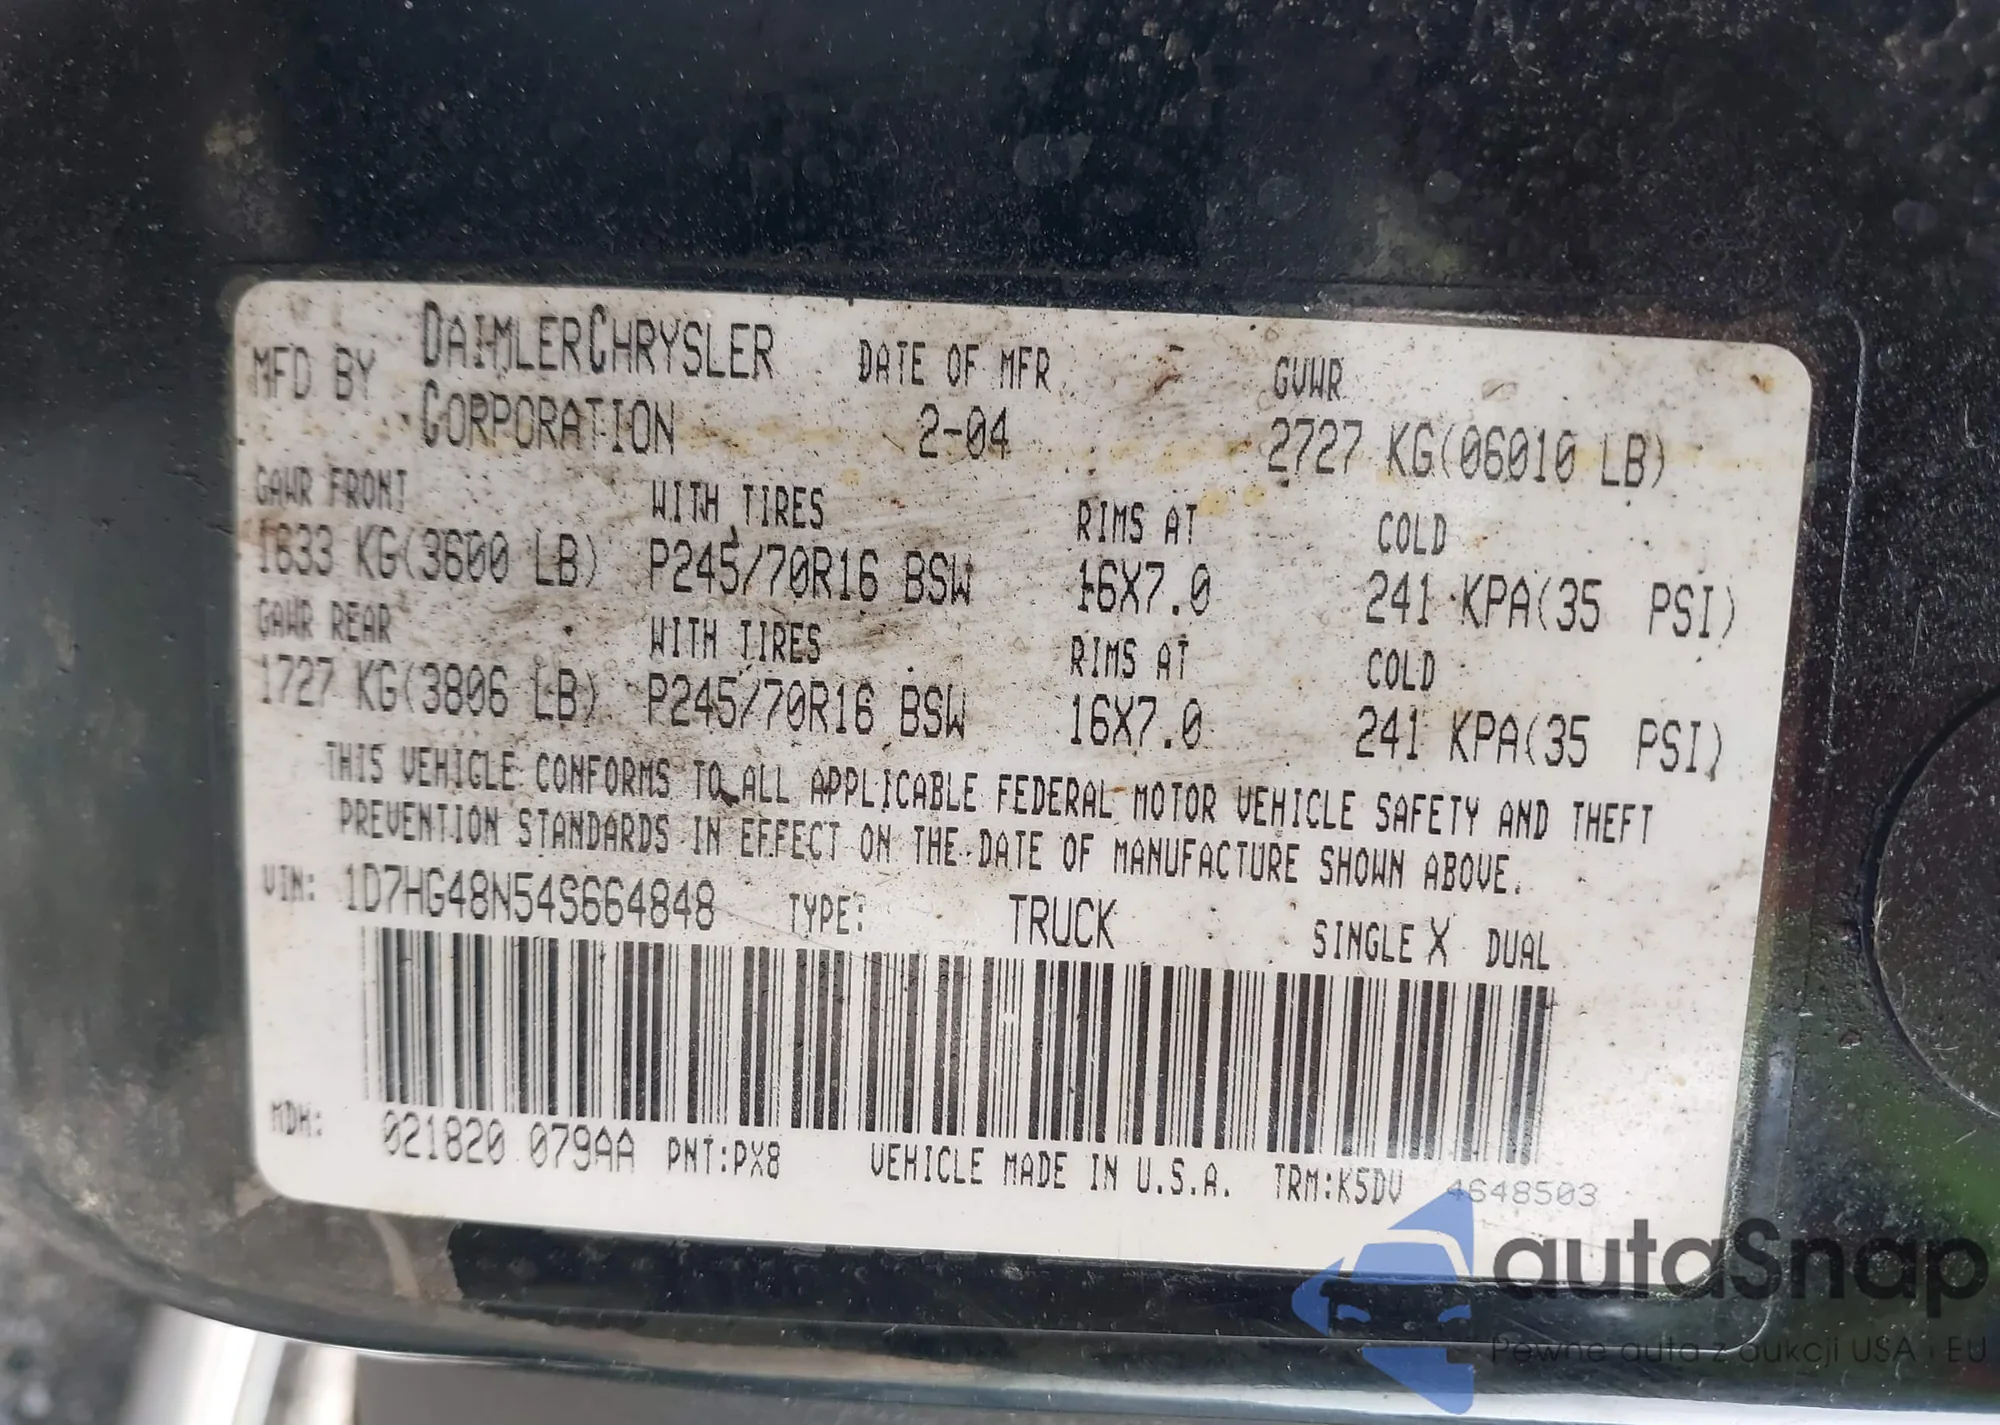 MFD BY DAIMLERCHRYSLER CORPORATION
DATE OF MFR 2-04
GVWR 2727 KG(06010 LB)
GAWR FRONT WITH TIRES RIMS AT COLD
1633 KG(3600 LB) P245/70R16 BSW 16X7.0 241 KPA(35 PSI)
GAWR REAR WITH TIRES RIMS AT COLD
1727 KG(3806 LB) P245/70R16 BSW 16X7.0 241 KPA(35 PSI)
THIS VEHICLE CONFORMS TO ALL APPLICABLE FEDERAL MOTOR VEHICLE SAFETY AND THEFT
PREVENTION STANDARDS IN EFFECT ON THE DATE OF MANUFACTURE SHOWN ABOVE.
VIN: 1D7HG48N54S664848 TYPE: TRUCK SINGLE X DUAL
MDH: 021820 079AA PNT:PX8 VEHICLE MADE IN U.S.A. TRM:K5DV 4648503
autaSnap
Pewne auta z aukcji USA i EU